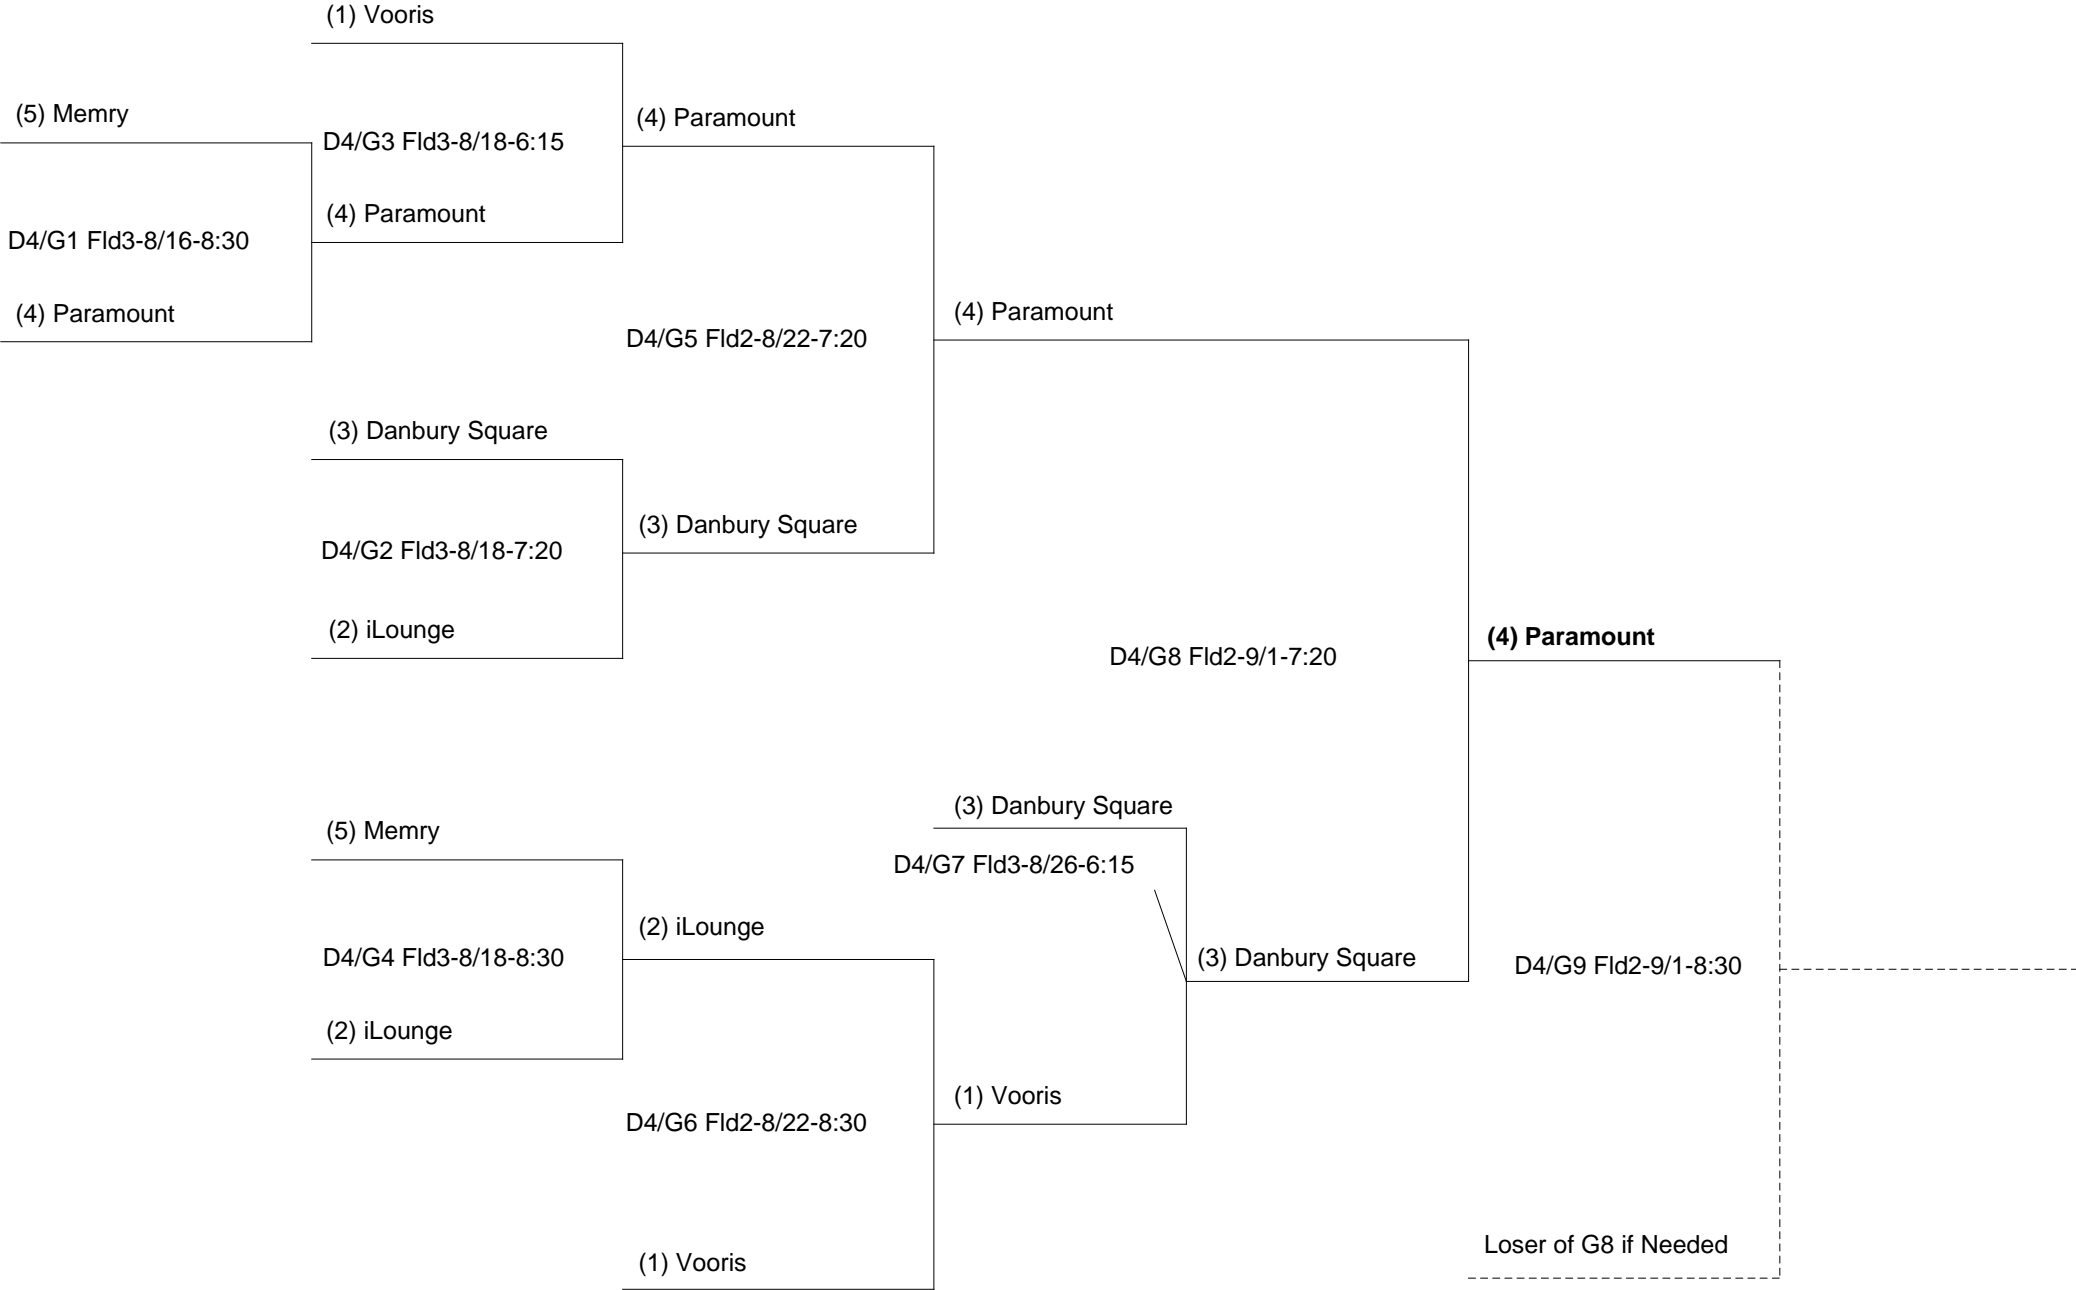 (1) Vooris
(5) Memry
(4) Paramount
D4/G3 Fld3-8/18-6:15
(4) Paramount
D4/G1 Fld3-8/16-8:30
(4) Paramount
(4) Paramount
D4/G5 Fld2-8/22-7:20
(3) Danbury Square
(3) Danbury Square
D4/G2 Fld3-8/18-7:20
(2) iLounge
(4) Paramount
D4/G8 Fld2-9/1-7:20
(3) Danbury Square
(5) Memry
D4/G7 Fld3-8/26-6:15
(2) iLounge
D4/G4 Fld3-8/18-8:30
(3) Danbury Square
D4/G9 Fld2-9/1-8:30
(2) iLounge
(1) Vooris
D4/G6 Fld2-8/22-8:30
Loser of G8 if Needed
(1) Vooris